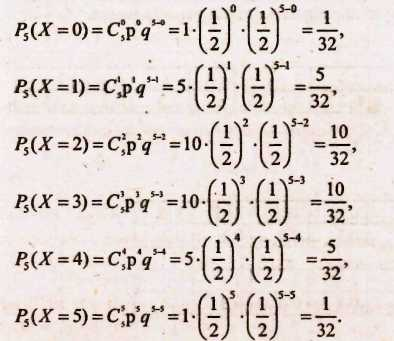 P₅(X = 0) = C₅⁰p⁰q⁵⁻⁰ = 1·(1/2)⁰·(1/2)⁵⁻⁰ = 1/32,
P₅(X = 1) = C₅¹p¹q⁵⁻¹ = 5·(1/2)¹·(1/2)⁵⁻¹ = 5/32,
P₅(X = 2) = C₅²p²q⁵⁻² = 10·(1/2)²·(1/2)⁵⁻² = 10/32,
P₅(X = 3) = C₅³p³q⁵⁻³ = 10·(1/2)³·(1/2)⁵⁻³ = 10/32,
P₅(X = 4) = C₅⁴p⁴q⁵⁻⁴ = 5·(1/2)⁴·(1/2)⁵⁻⁴ = 5/32,
P₅(X = 5) = C₅⁵p⁵q⁵⁻⁵ = 1·(1/2)⁵·(1/2)⁵⁻⁵ = 1/32.